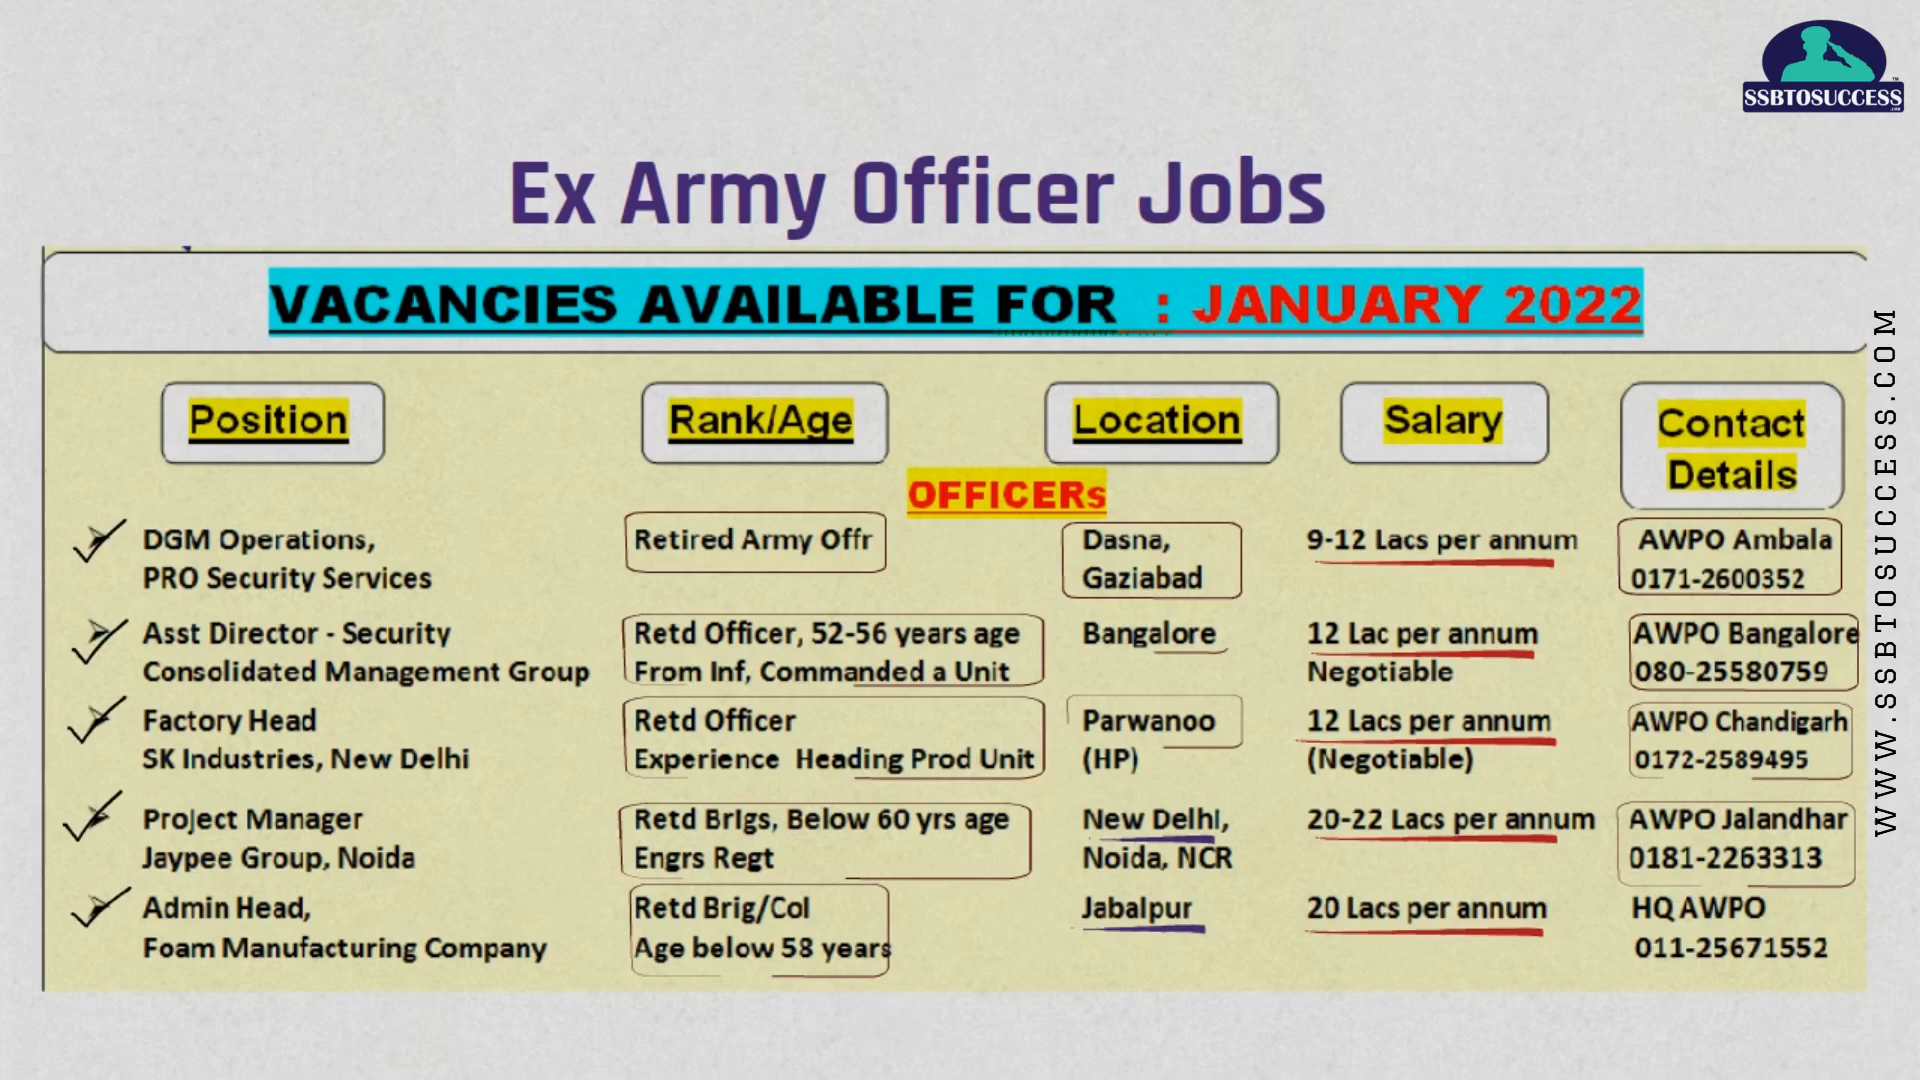 SSBTOSUCCESS
Ex Army Officer Jobs
VACANCIES AVAILABLE FOR : JANUARY 2022
Position
Rank/Age
Location
Salary
Contact
Details
OFFICERs
DGM Operations,
PRO Security Services
Retired Army Offr
Dasna,
Gaziabad
9-12 Lacs per annum
AWPO Ambala
0171-2600352
Asst Director - Security
Consolidated Management Group
Retd Officer, 52-56 years age
From Inf, Commanded a Unit
Bangalore
12 Lac per annum
Negotiable
AWPO Bangalore
080-25580759
Factory Head
SK Industries, New Delhi
Retd Officer
Experience Heading Prod Unit
Parwanoo
(HP)
12 Lacs per annum
(Negotiable)
AWPO Chandigarh
0172-2589495
Project Manager
Jaypee Group, Noida
Retd Brigs, Below 60 yrs age
Engrs Regt
New Delhi,
Noida, NCR
20-22 Lacs per annum
AWPO Jalandhar
0181-2263313
Admin Head,
Foam Manufacturing Company
Retd Brig/Col
Age below 58 years
Jabalpur
20 Lacs per annum
HQ AWPO
011-25671552
WWW.SSBTOSUCCESS.COM